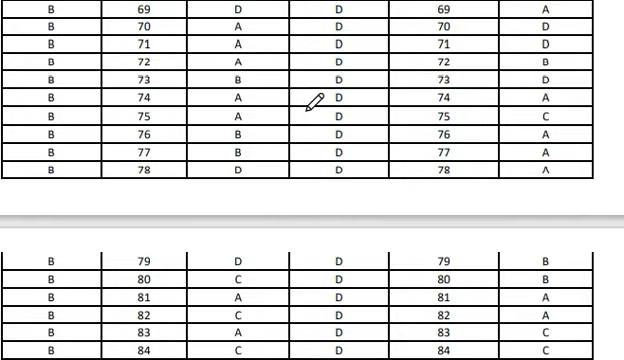 B 69 D D 69 A
B 70 A D 70 D
B 71 A D 71 D
B 72 A D 72 B
B 73 B D 73 D
B 74 A D 74 A
B 75 A D 75 C
B 76 B D 76 A
B 77 B D 77 A
B 78 D D 78 A
B 79 D D 79 B
B 80 C D 80 B
B 81 A D 81 A
B 82 C D 82 A
B 83 A D 83 C
B 84 C D 84 C